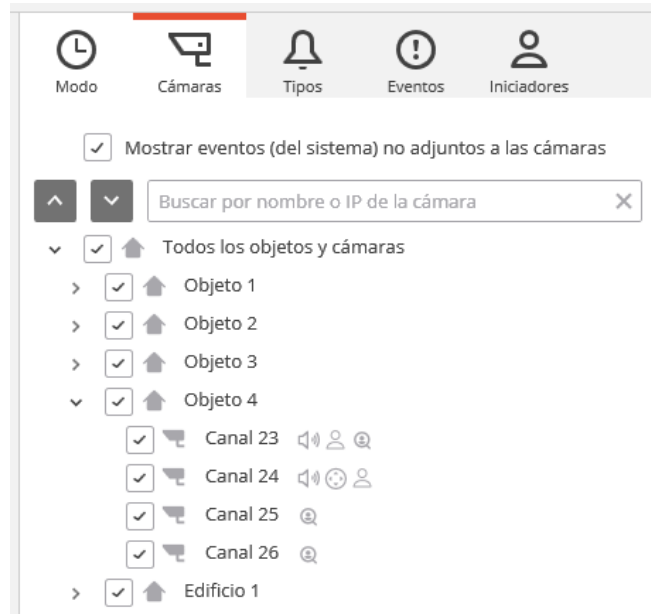 Modo Cámaras Tipos Eventos Iniciadores
Mostrar eventos (del sistema) no adjuntos a las cámaras
Buscar por nombre o IP de la cámara
Todos los objetos y cámaras
Objeto 1
Objeto 2
Objeto 3
Objeto 4
Canal 23
Canal 24
Canal 25
Canal 26
Edificio 1